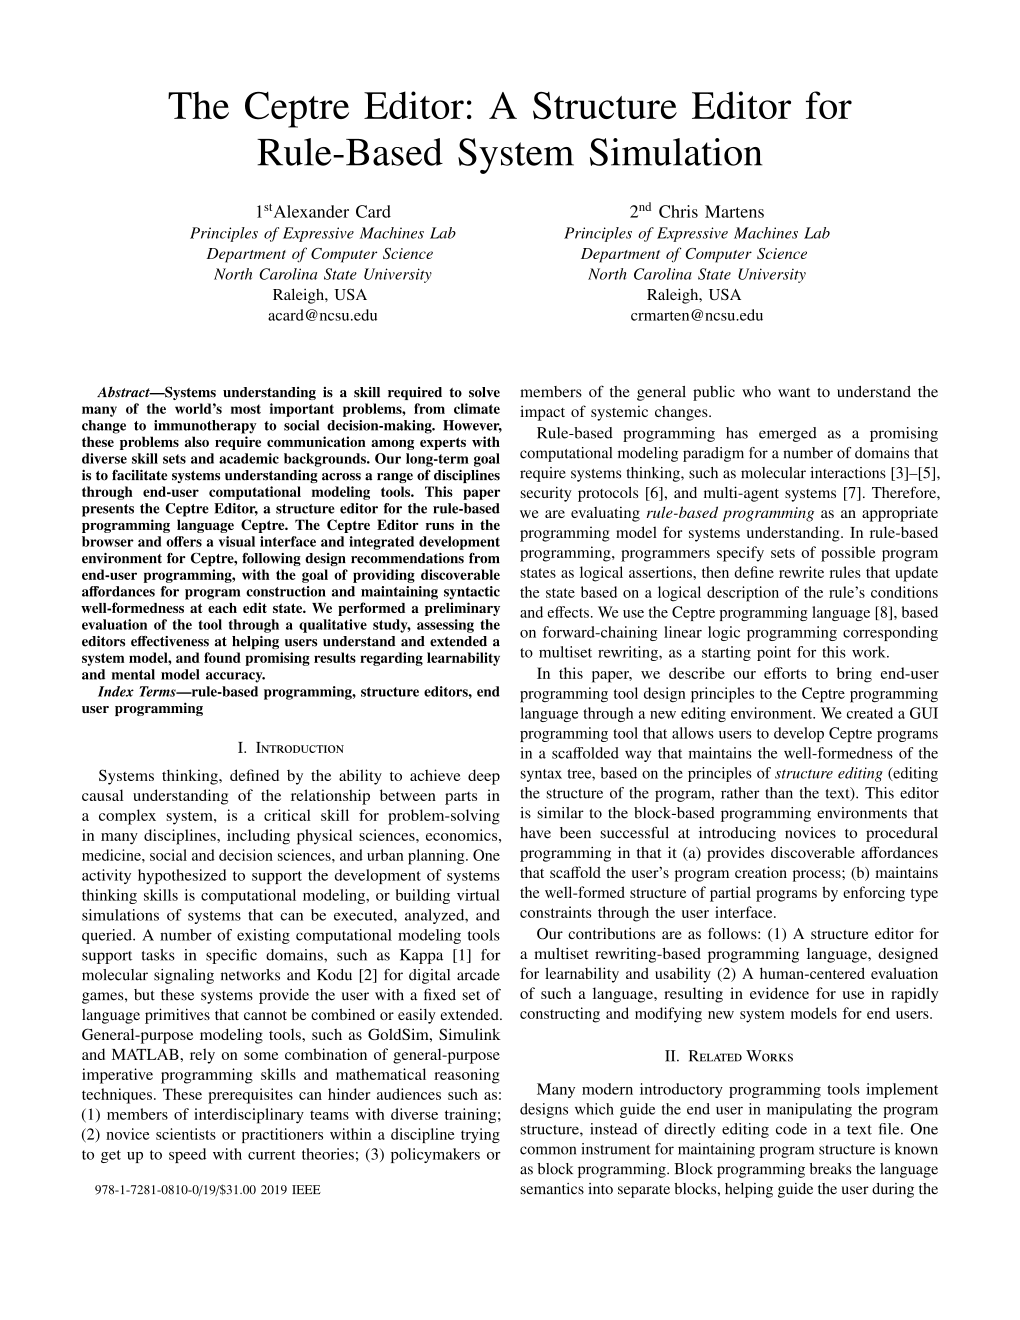 The Ceptre Editor: A Structure Editor for
Rule-Based System Simulation
1st Alexander Card
Principles of Expressive Machines Lab
Department of Computer Science
North Carolina State University
Raleigh, USA
acard@ncsu.edu
2nd Chris Martens
Principles of Expressive Machines Lab
Department of Computer Science
North Carolina State University
Raleigh, USA
crmarten@ncsu.edu
Abstract—Systems understanding is a skill required to solve
many of the world's most important problems, from climate
change to immunotherapy to social decision-making. However,
these problems also require communication among experts with
diverse skill sets and academic backgrounds. Our long-term goal
is to facilitate systems understanding across a range of disciplines
through end-user computational modeling tools. This paper
presents the Ceptre Editor, a structure editor for the rule-based
programming language Ceptre. The Ceptre Editor runs in the
browser and offers a visual interface and integrated development
environment for Ceptre, following design recommendations from
end-user programming, with the goal of providing discoverable
affordances for program construction and maintaining syntactic
well-formedness at each edit state. We performed a preliminary
evaluation of the tool through a qualitative study, assessing the
editors effectiveness at helping users understand and extended a
system model, and found promising results regarding learnability
and mental model accuracy.
Index Terms—rule-based programming, structure editors, end
user programming
I. Introduction
Systems thinking, defined by the ability to achieve deep
causal understanding of the relationship between parts in
a complex system, is a critical skill for problem-solving
in many disciplines, including physical sciences, economics,
medicine, social and decision sciences, and urban planning. One
activity hypothesized to support the development of systems
thinking skills is computational modeling, or building virtual
simulations of systems that can be executed, analyzed, and
queried. A number of existing computational modeling tools
support tasks in specific domains, such as Kappa [1] for
molecular signaling networks and Kodu [2] for digital arcade
games, but these systems provide the user with a fixed set of
language primitives that cannot be combined or easily extended.
General-purpose modeling tools, such as GoldSim, Simulink
and MATLAB, rely on some combination of general-purpose
imperative programming skills and mathematical reasoning
techniques. These prerequisites can hinder audiences such as:
(1) members of interdisciplinary teams with diverse training;
(2) novice scientists or practitioners within a discipline trying
to get up to speed with current theories; (3) policymakers or
978-1-7281-0810-0/19/$31.00 2019 IEEE
members of the general public who want to understand the
impact of systemic changes.
Rule-based programming has emerged as a promising
computational modeling paradigm for a number of domains that
require systems thinking, such as molecular interactions [3]–[5],
security protocols [6], and multi-agent systems [7]. Therefore,
we are evaluating rule-based programming as an appropriate
programming model for systems understanding. In rule-based
programming, programmers specify sets of possible program
states as logical assertions, then define rewrite rules that update
the state based on a logical description of the rule's conditions
and effects. We use the Ceptre programming language [8], based
on forward-chaining linear logic programming corresponding
to multiset rewriting, as a starting point for this work.
In this paper, we describe our efforts to bring end-user
programming tool design principles to the Ceptre programming
language through a new editing environment. We created a GUI
programming tool that allows users to develop Ceptre programs
in a scaffolded way that maintains the well-formedness of the
syntax tree, based on the principles of structure editing (editing
the structure of the program, rather than the text). This editor
is similar to the block-based programming environments that
have been successful at introducing novices to procedural
programming in that it (a) provides discoverable affordances
that scaffold the user's program creation process; (b) maintains
the well-formed structure of partial programs by enforcing type
constraints through the user interface.
Our contributions are as follows: (1) A structure editor for
a multiset rewriting-based programming language, designed
for learnability and usability (2) A human-centered evaluation
of such a language, resulting in evidence for use in rapidly
constructing and modifying new system models for end users.
II. Related Works
Many modern introductory programming tools implement
designs which guide the end user in manipulating the program
structure, instead of directly editing code in a text file. One
common instrument for maintaining program structure is known
as block programming. Block programming breaks the language
semantics into separate blocks, helping guide the user during the